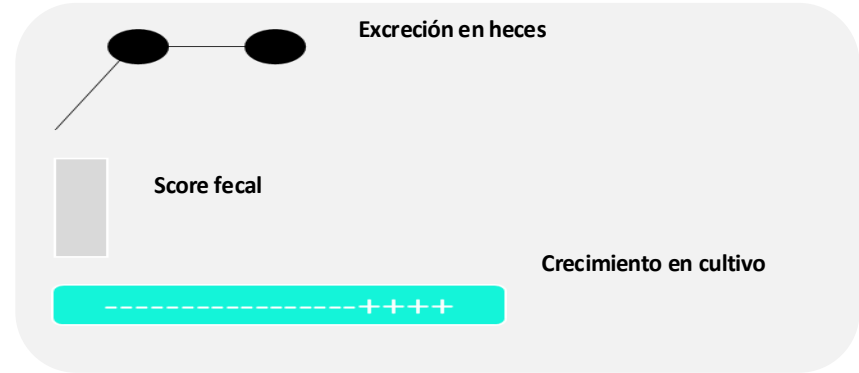 Excreción en heces
Score fecal
Crecimiento en cultivo
-----------------++++